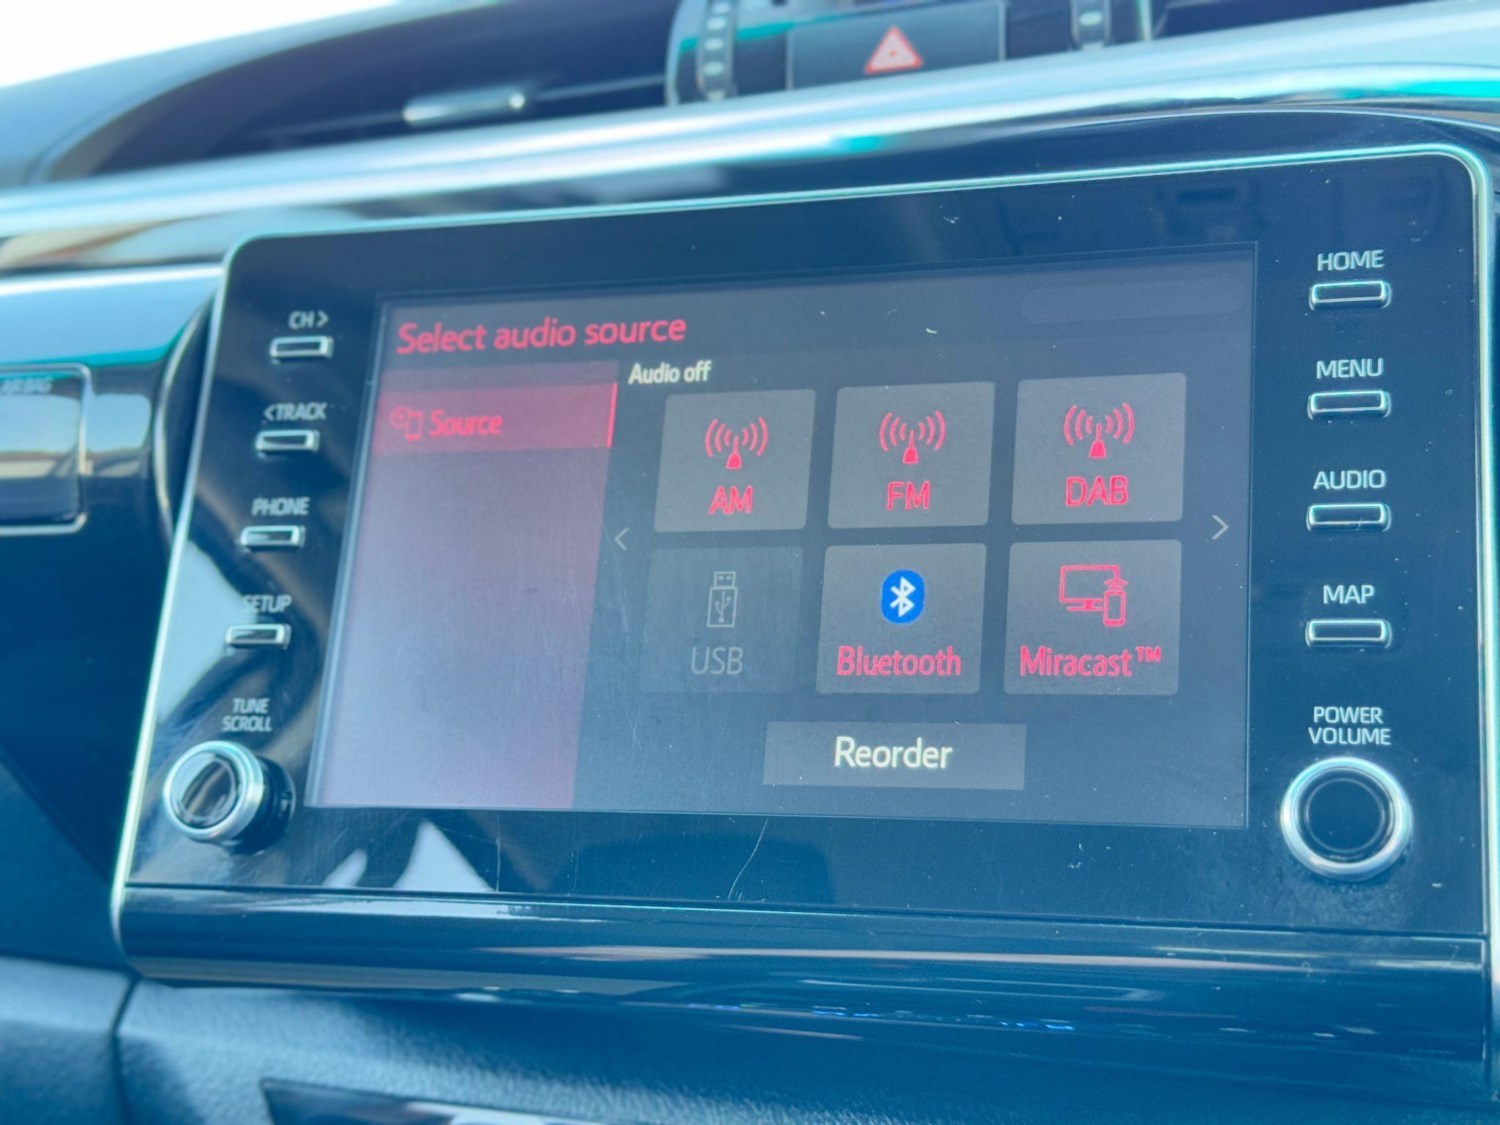 CH>
<TRACK
PHONE
SETUP
TUNE
SCROLL
Select audio source
Source
Audio off
AM
FM
DAB
USB
Bluetooth
Miracast™
Reorder
HOME
MENU
AUDIO
MAP
POWER
VOLUME